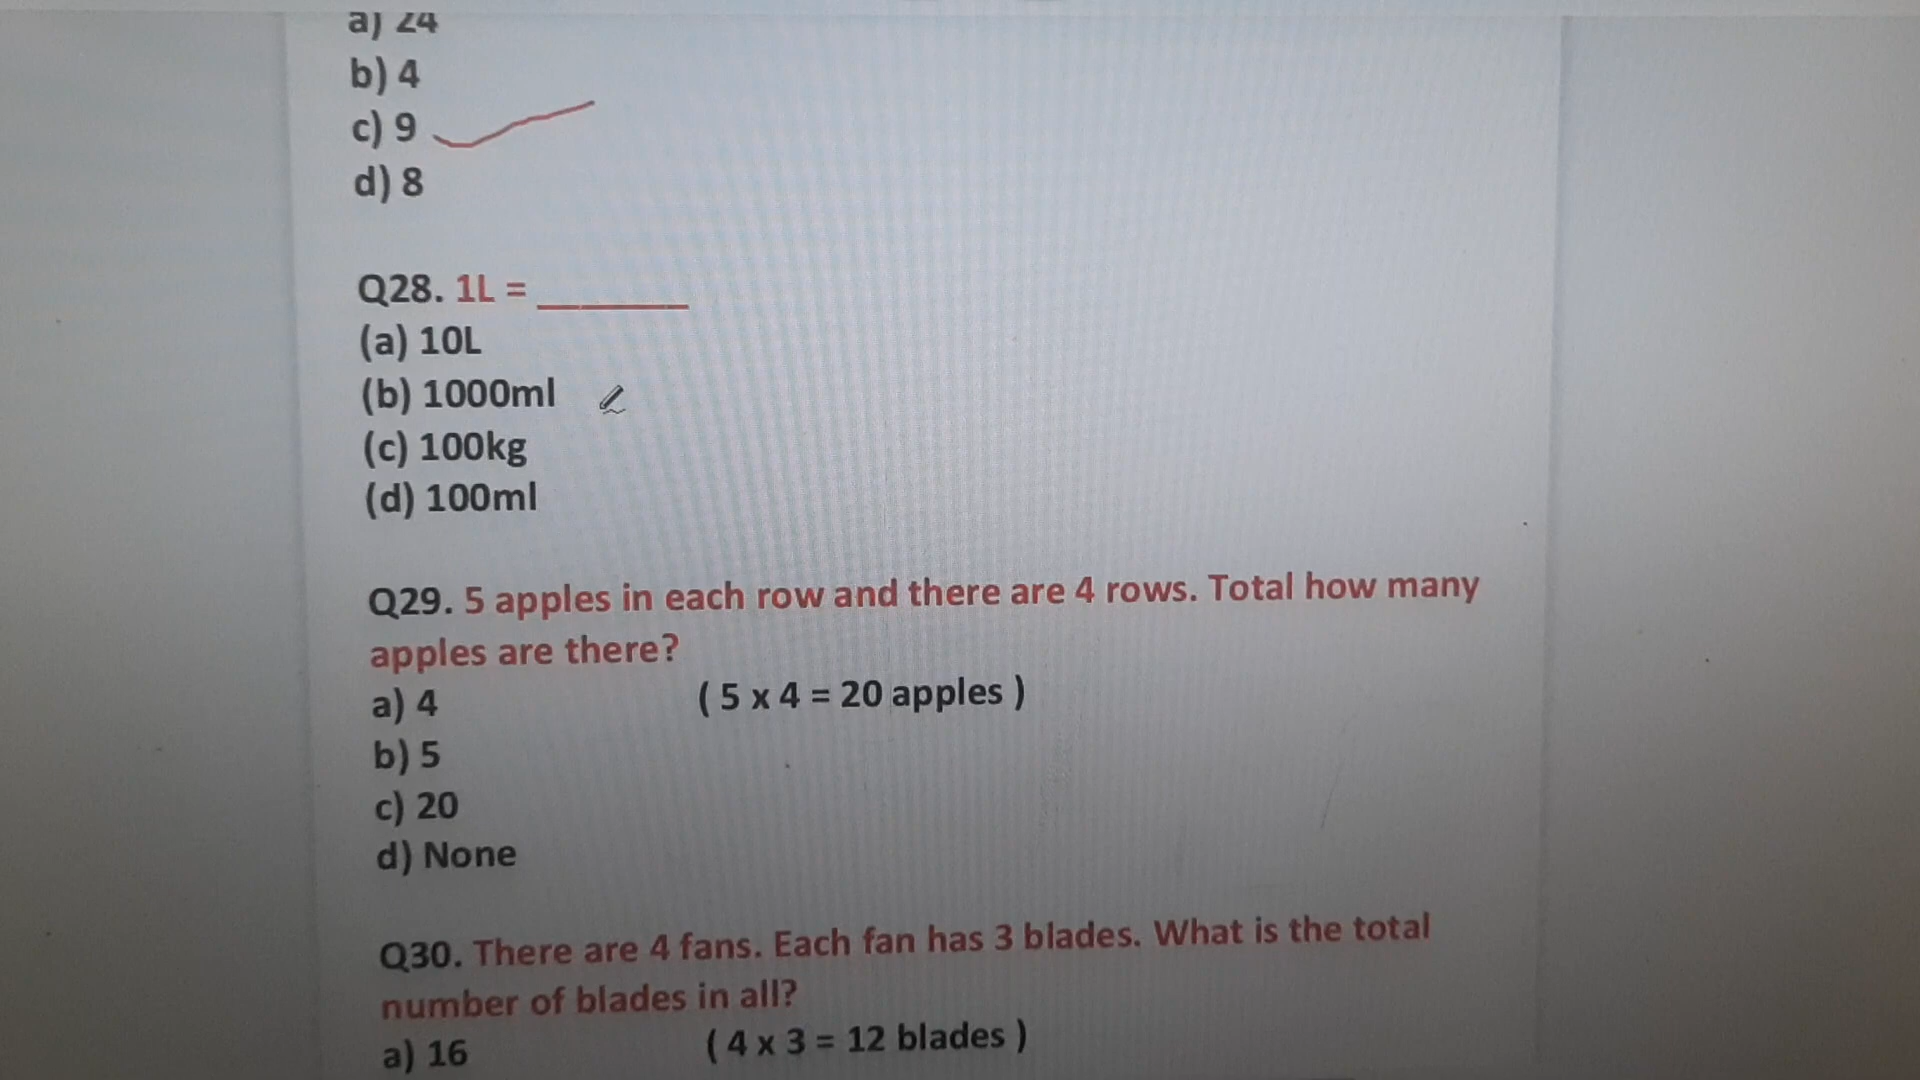 a) 24
b) 4
c) 9
d) 8
Q28. 1L = ________
(a) 10L
(b) 1000ml
(c) 100kg
(d) 100ml
Q29. 5 apples in each row and there are 4 rows. Total how many
apples are there?
a) 4 ( 5 x 4 = 20 apples )
b) 5
c) 20
d) None
Q30. There are 4 fans. Each fan has 3 blades. What is the total
number of blades in all?
a) 16 ( 4 x 3 = 12 blades )